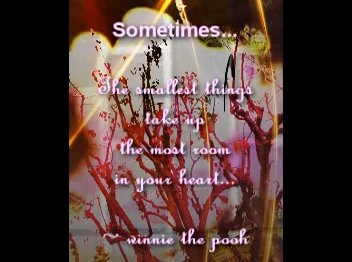 Sometimes...
The smallest things
take up
the most room
in your heart...
~ winnie the pooh